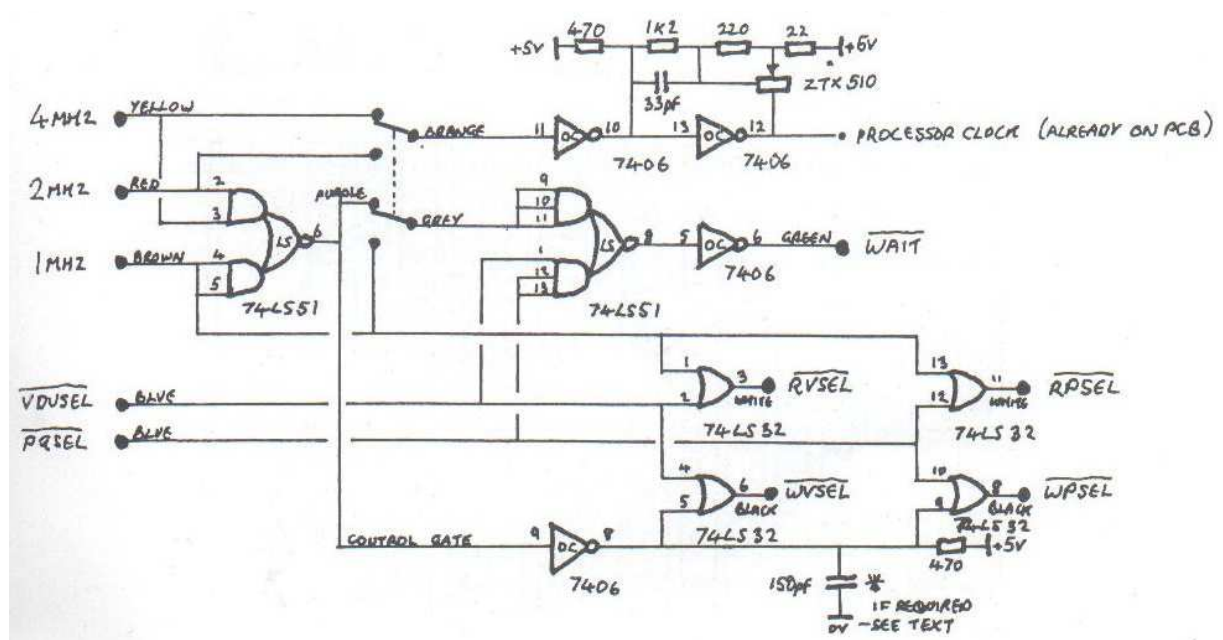 470 1K2 220 22
+5V +5V
33pf ZTX510
4MHZ YELLOW ORANGE 11 OC 10 13 OC 12 PROCESSOR CLOCK (ALREADY ON PCB)
7406 7406
2MHZ RED 2 PURPLE 9
3 10
GREY 11
LS 6 LS 8 5 OC 6 GREEN WAIT
1MHZ BROWN 4 1 7406
5 12
74LS51 13 74LS51
1 13
3 RVSEL 11 RPSEL
VDUSEL BLUE 2 WHITE 12 WHITE
PQSEL BLUE 74LS32 74LS32
4 10
6 WVSEL 8 WPSEL
5 BLACK 9 BLACK
CONTROL GATE 9 OC 8 74LS32 74LS32
7406 470 +5V
150pf *
IF REQUIRED
0V -SEE TEXT